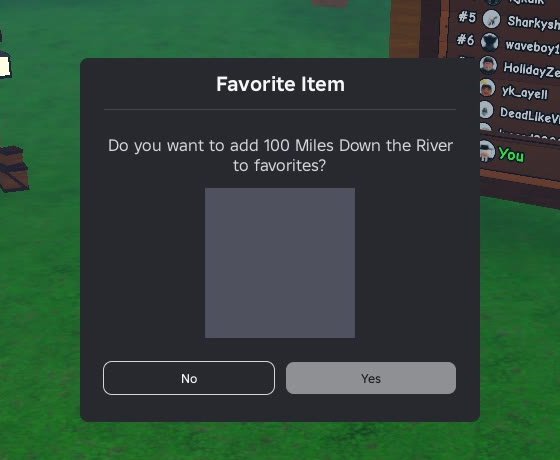 #5 Sharkysh
#6 waveboy1
HolidayZe
yk_ayell
DeadLikeV
You
Favorite Item
Do you want to add 100 Miles Down the River
to favorites?
No
Yes